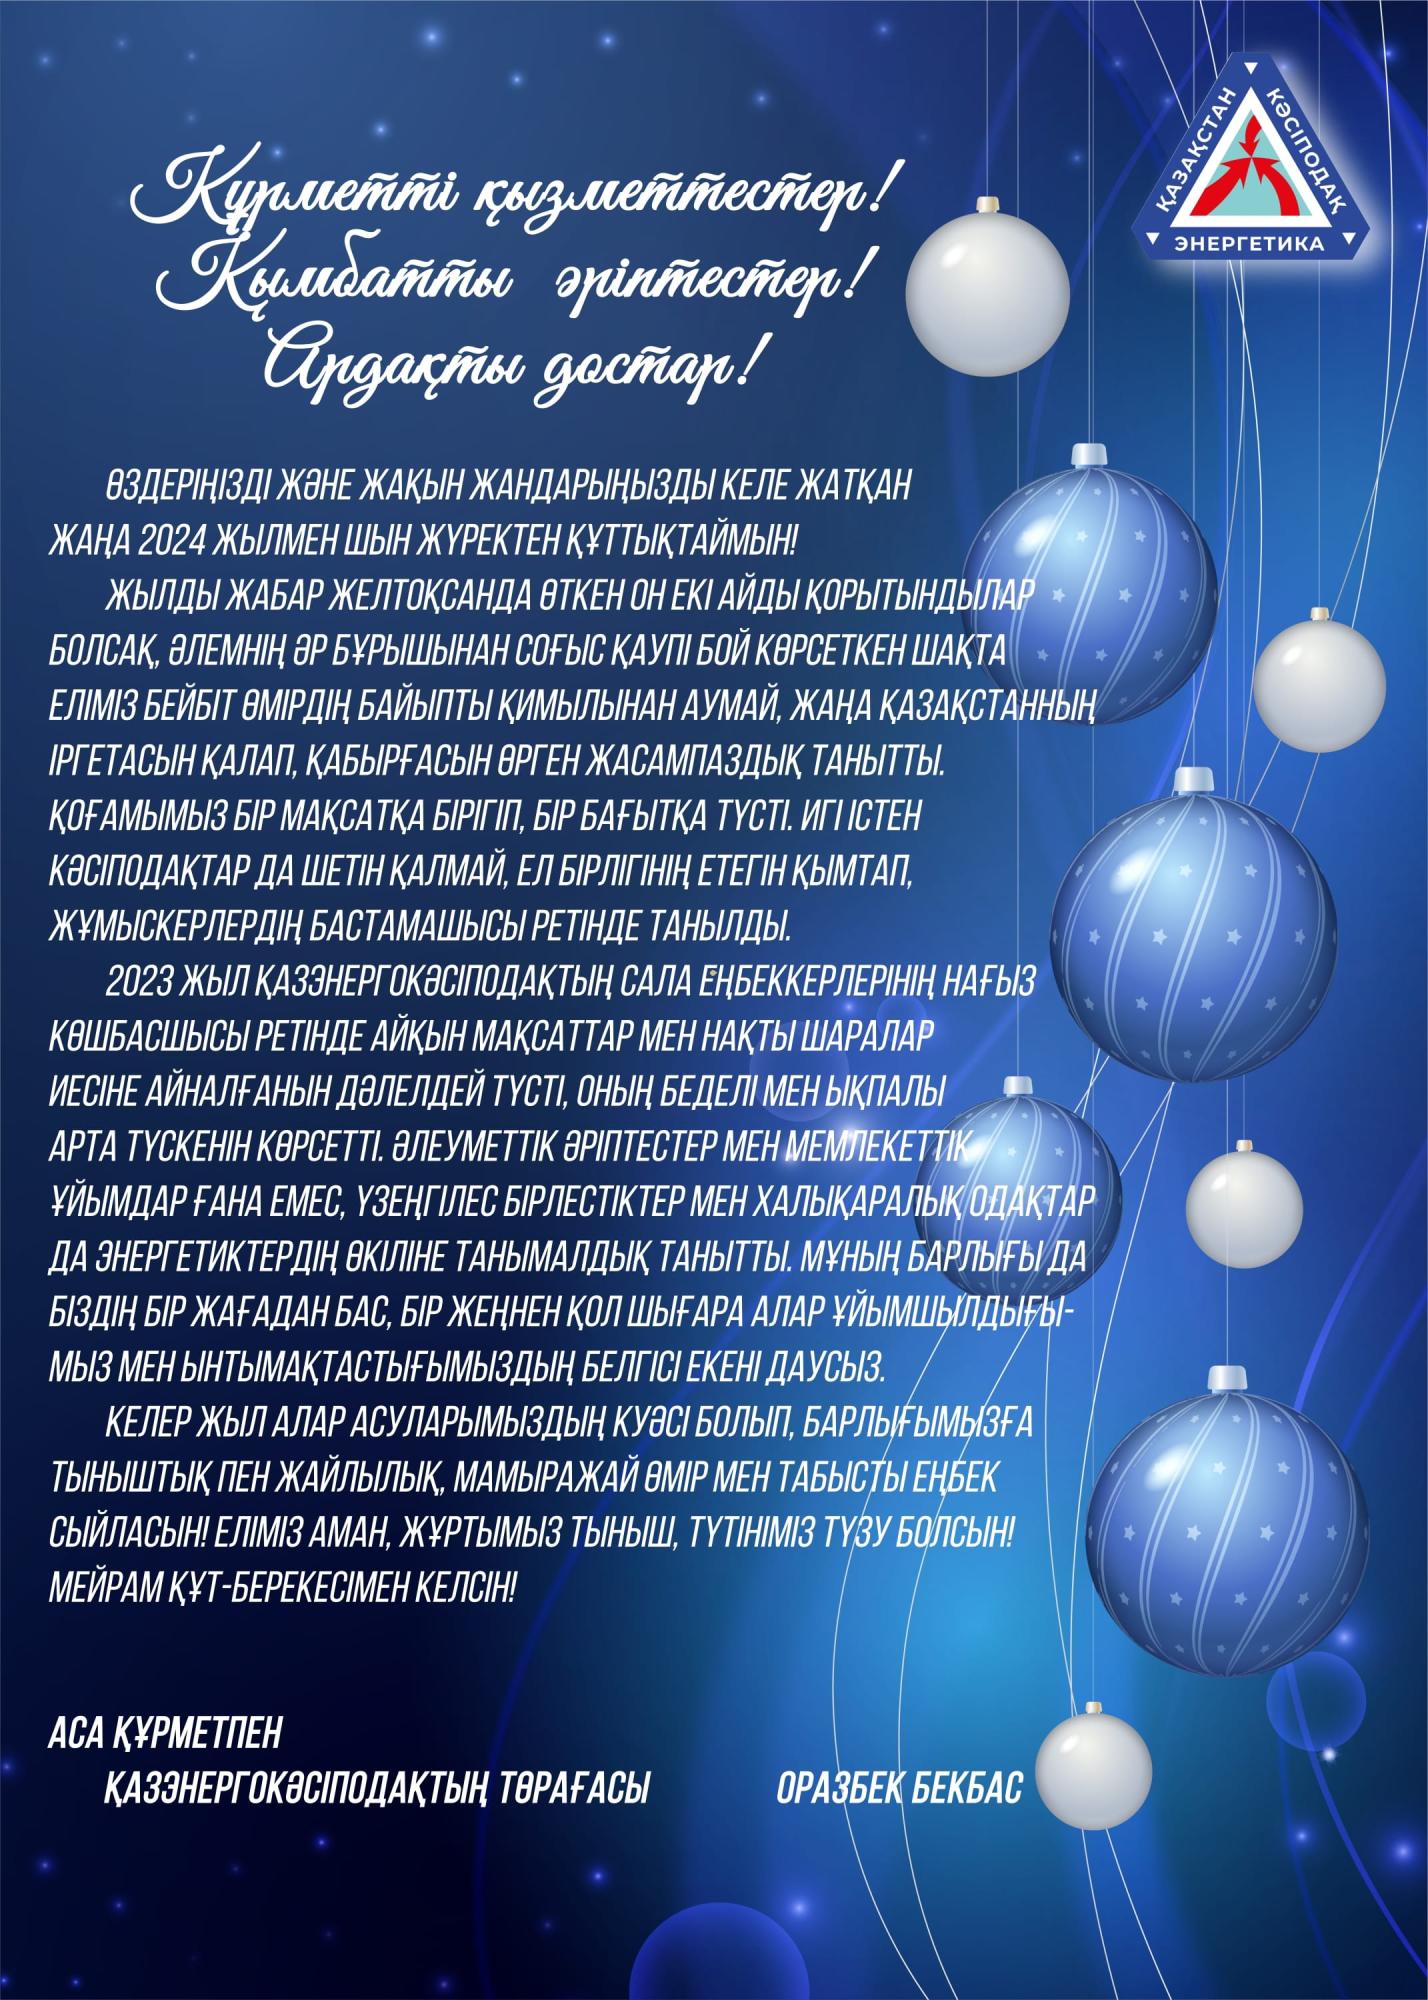 ҚАЗАҚСТАН
КӘСІПОДАҚ
ЭНЕРГЕТИКА
Құрметті қызметтестер!
Қымбатты әріптестер!
Ардақты достар!
ӨЗДЕРІҢІЗДІ ЖӘНЕ ЖАҚЫН ЖАНДАРЫҢЫЗДЫ КЕЛЕ ЖАТҚАН
ЖАҢА 2024 ЖЫЛМЕН ШЫН ЖҮРЕКТЕН ҚҰТТЫҚТАЙМЫН!
ЖЫЛДЫ ЖАБАР ЖЕЛТОҚСАНДА ӨТКЕН ОН ЕКІ АЙДЫ ҚОРЫТЫНДЫЛАР
БОЛСАҚ, ӘЛЕМНІҢ ӘР БҰРЫШЫНАН СОҒЫС ҚАУПІ БОЙ КӨРСЕТКЕН ШАҚТА
ЕЛІМІЗ БЕЙБІТ ӨМІРДІҢ БАЙЫПТЫ ҚИМЫЛЫНАН АУМАЙ, ЖАҢА ҚАЗАҚСТАННЫҢ
ІРГЕТАСЫН ҚАЛАП, ҚАБЫРҒАСЫН ӨРГЕН ЖАСАМПАЗДЫҚ ТАНЫТТЫ.
ҚОҒАМЫМЫЗ БІР МАҚСАТҚА БІРІГІП, БІР БАҒЫТҚА ТҮСТІ. ИГІ ІСТЕН
КӘСІПОДАҚТАР ДА ШЕТІН ҚАЛМАЙ, ЕЛ БІРЛІГІНІҢ ЕТЕГІН ҚЫМТАП,
ЖҰМЫСКЕРЛЕРДІҢ БАСТАМАШЫСЫ РЕТІНДЕ ТАНЫЛДЫ.
2023 ЖЫЛ ҚАЗЭНЕРГОКӘСІПОДАҚТЫҢ САЛА ЕҢБЕККЕРЛЕРІНІҢ НАҒЫЗ
КӨШБАСШЫСЫ РЕТІНДЕ АЙҚЫН МАҚСАТТАР МЕН НАҚТЫ ШАРАЛАР
ИЕСІНЕ АЙНАЛҒАНЫН ДӘЛЕЛДЕЙ ТҮСТІ, ОНЫҢ БЕДЕЛІ МЕН ЫҚПАЛЫ
АРТА ТҮСКЕНІН КӨРСЕТТІ. ӘЛЕУМЕТТІК ӘРІПТЕСТЕР МЕН МЕМЛЕКЕТТІК
ҰЙЫМДАР ҒАНА ЕМЕС, ҮЗЕҢГІЛЕС БІРЛЕСТІКТЕР МЕН ХАЛЫҚАРАЛЫҚ ОДАҚТАР
ДА ЭНЕРГЕТИКТЕРДІҢ ӨКІЛІНЕ ТАНЫМАЛДЫҚ ТАНЫТТЫ. МҰНЫҢ БАРЛЫҒЫ ДА
БІЗДІҢ БІР ЖАҒАДАН БАС, БІР ЖЕҢНЕН ҚОЛ ШЫҒАРА АЛАР ҰЙЫМШЫЛДЫҒЫ-
МЫЗ МЕН ЫНТЫМАҚТАСТЫҒЫМЫЗДЫҢ БЕЛГІСІ ЕКЕНІ ДАУСЫЗ.
КЕЛЕР ЖЫЛ АЛАР АСУЛАРЫМЫЗДЫҢ КУӘСІ БОЛЫП, БАРЛЫҒЫМЫЗҒА
ТЫНЫШТЫҚ ПЕН ЖАЙЛЫЛЫҚ, МАМЫРАЖАЙ ӨМІР МЕН ТАБЫСТЫ ЕҢБЕК
СЫЙЛАСЫН! ЕЛІМІЗ АМАН, ЖҰРТЫМЫЗ ТЫНЫШ, ТҮТІНІМІЗ ТҮЗУ БОЛСЫН!
МЕЙРАМ ҚҰТ-БЕРЕКЕСІМЕН КЕЛСІН!
АСА ҚҰРМЕТПЕН
ҚАЗЭНЕРГОКӘСІПОДАҚТЫҢ ТӨРАҒАСЫ ОРАЗБЕК БЕКБАС